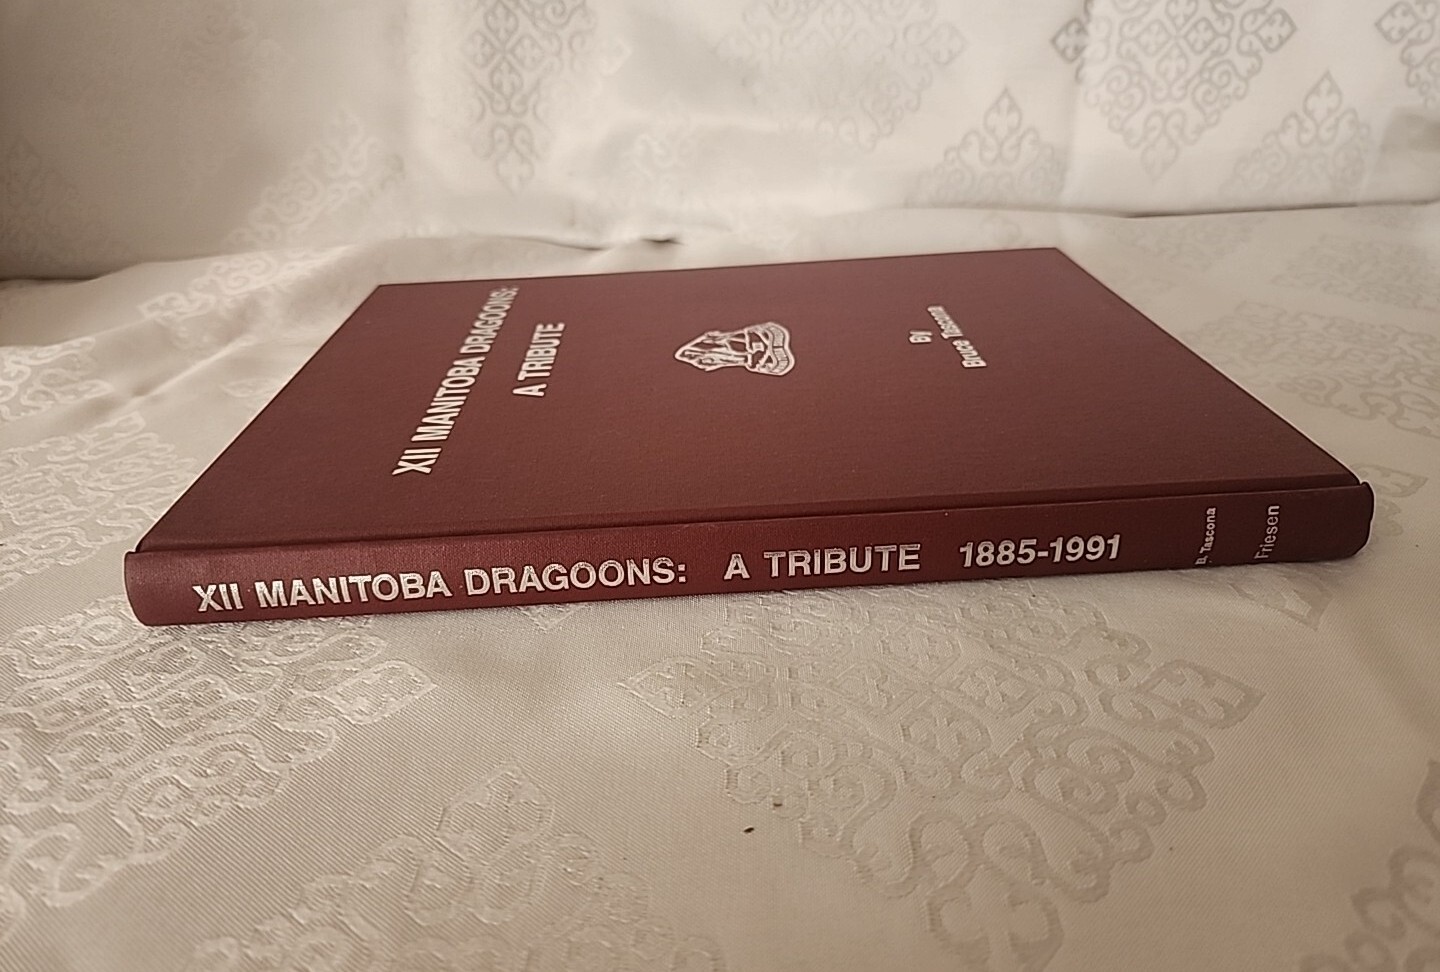 XII MANITOBA DRAGOONS:
A TRIBUTE
By
Bruce Tascona
XII MANITOBA DRAGOONS: A TRIBUTE 1885-1991
B. Tascona
Friesen